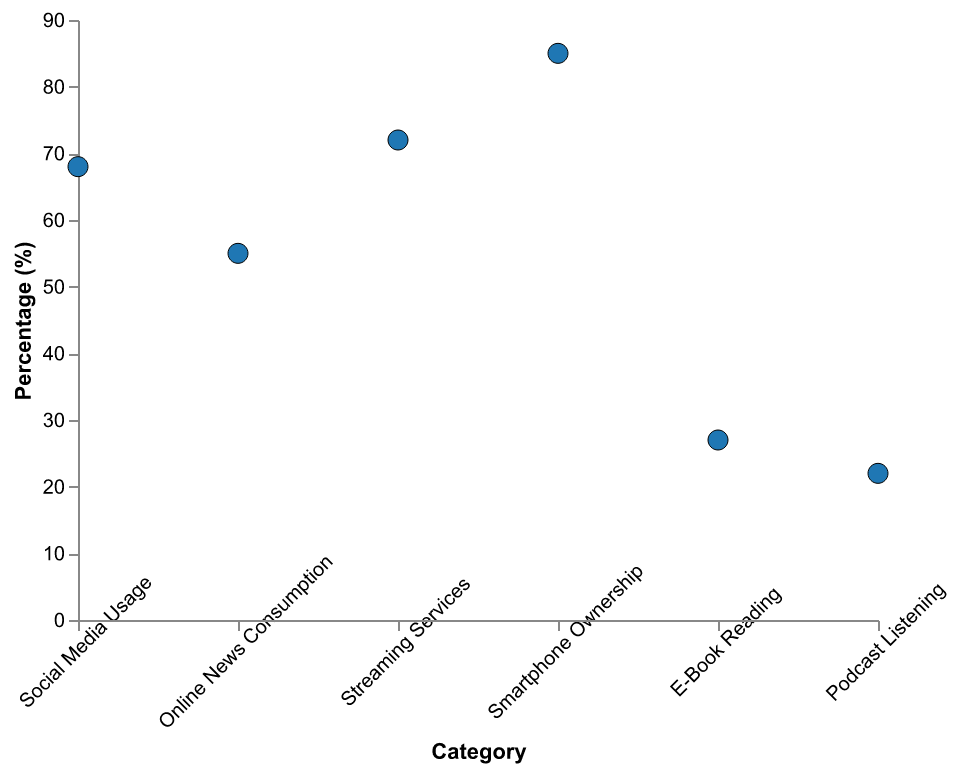 90
80
70
60
50
40
30
20
10
0
Percentage (%)
Social Media Usage
Online News Consumption
Streaming Services
Smartphone Ownership
E-Book Reading
Podcast Listening
Category